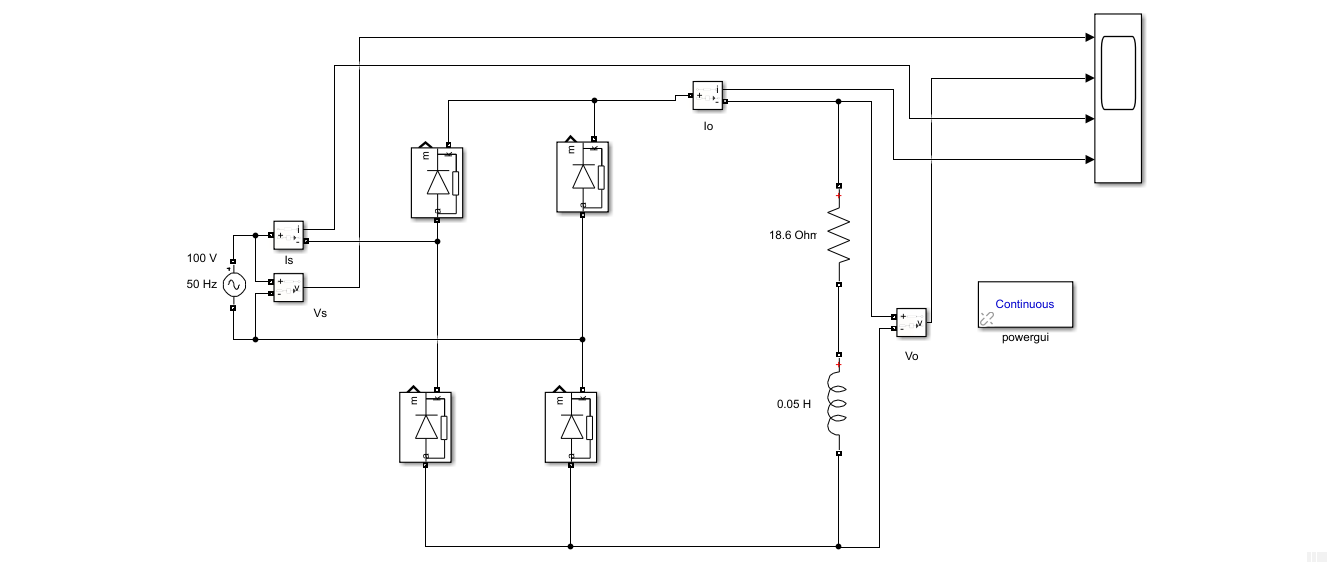 i
+
-
Io
m
k
m
k
a
a
18.6 Ohm
+
i
+
-
Is
100 V
50 Hz
+
+
-
v
Vs
Continuous
powergui
+
-
v
Vo
+
0.05 H
m
k
m
k
a
a